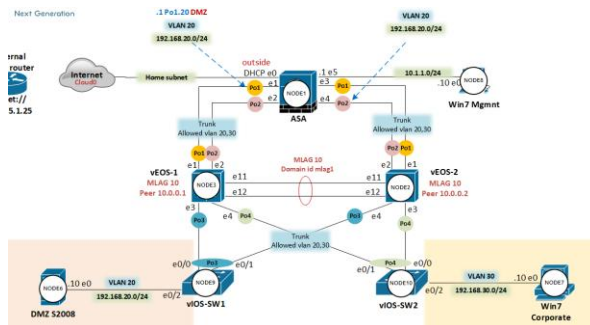 Next Generation
.1 Po1.20 DMZ
VLAN 20
192.168.20.0/24
VLAN 20
192.168.20.0/24
router
5.1.25
Internet
Cloud0
Home subnet
outside
DHCP e0
e1
Po1
e2
Po2
NODE1
ASA
.1 e5
e3
Po1
e4
Po2
10.1.1.0/24
.10 e0
NODE8
Win7 Mgmnt
Trunk
Allowed vlan 20,30
Trunk
Allowed vlan 20,30
Po1 Po2
e1 e2
Po2 Po1
e2 e1
vEOS-1
MLAG 10
Peer 10.0.0.1
NODE3
e11
e12
MLAG 10
Domain id mlag1
e11
e12
vEOS-2
MLAG 10
Peer 10.0.0.2
e3
Po3
e4
Po4
Po3
e4
e3
Po4
Trunk
Allowed vlan 20,30
e0/0
Po3
e0/1
e0/1
Po4
e0/0
DMZ S2008
.10 e0
VLAN 20
192.168.20.0/24
e0/2
vIOS-SW1
NODE10
vIOS-SW2
e0/2
VLAN 30
192.168.30.0/24
.10 e0
NODE7
Win7
Corporate